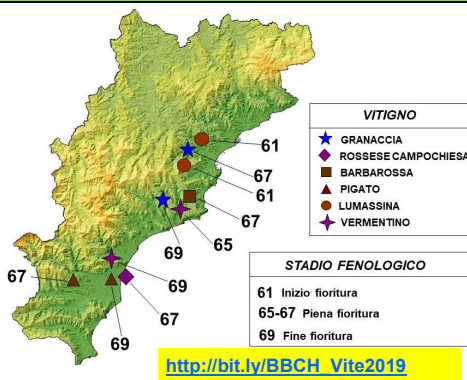 61
67
61
67
65
69
69
67
67
69
VITIGNO
GRANACCIA
ROSSESE CAMPOCHIESA
BARBAROSSA
PIGATO
LUMASSINA
VERMENTINO
STADIO FENOLOGICO
61 Inizio fioritura
65-67 Piena fioritura
69 Fine fioritura
http://bit.ly/BBCH_Vite2019